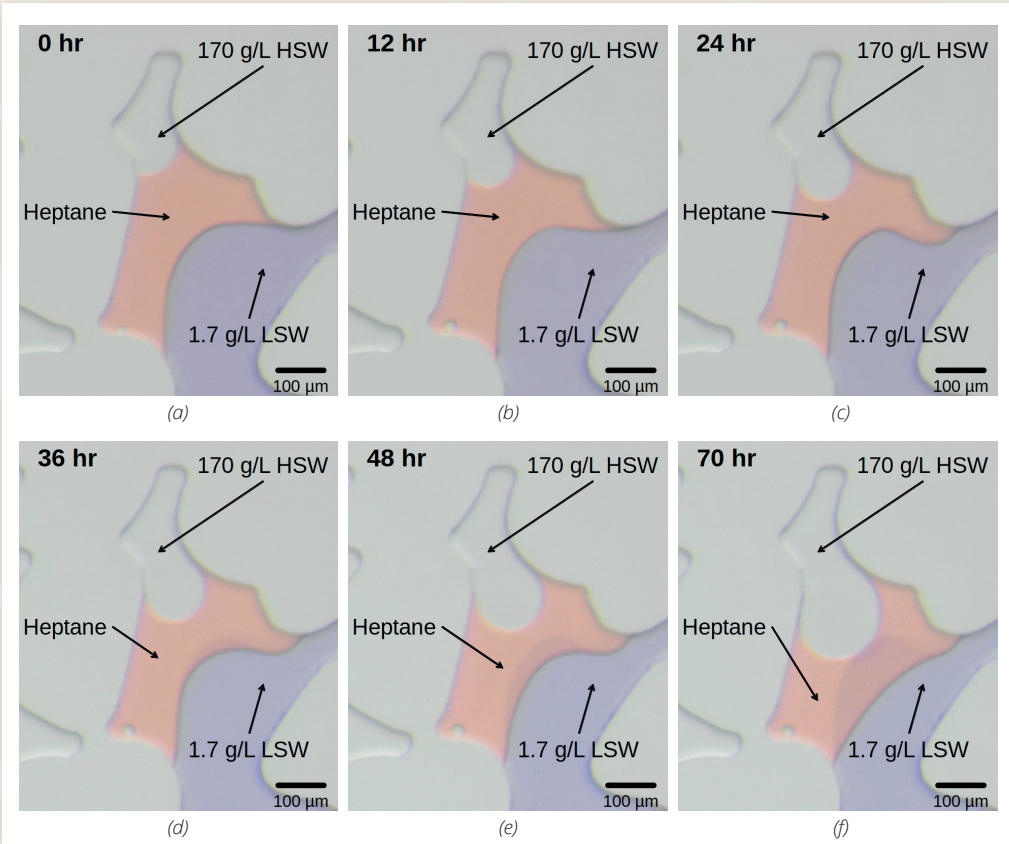 0 hr
170 g/L HSW
Heptane
1.7 g/L LSW
100 µm
(a)
12 hr
170 g/L HSW
Heptane
1.7 g/L LSW
100 µm
(b)
24 hr
170 g/L HSW
Heptane
1.7 g/L LSW
100 µm
(c)
36 hr
170 g/L HSW
Heptane
1.7 g/L LSW
100 µm
(d)
48 hr
170 g/L HSW
Heptane
1.7 g/L LSW
100 µm
(e)
70 hr
170 g/L HSW
Heptane
1.7 g/L LSW
100 µm
(f)